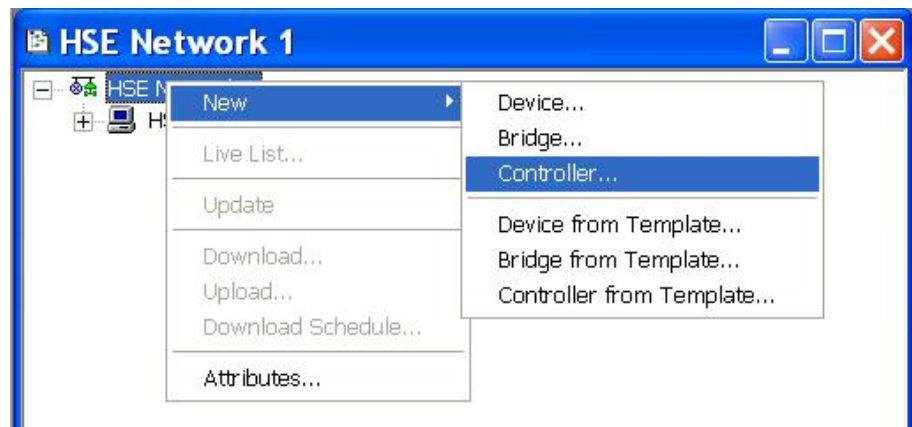 HSE Network 1
HSE
New
Live List...
Update
Download...
Upload...
Download Schedule...
Attributes...
Device...
Bridge...
Controller...
Device from Template...
Bridge from Template...
Controller from Template...